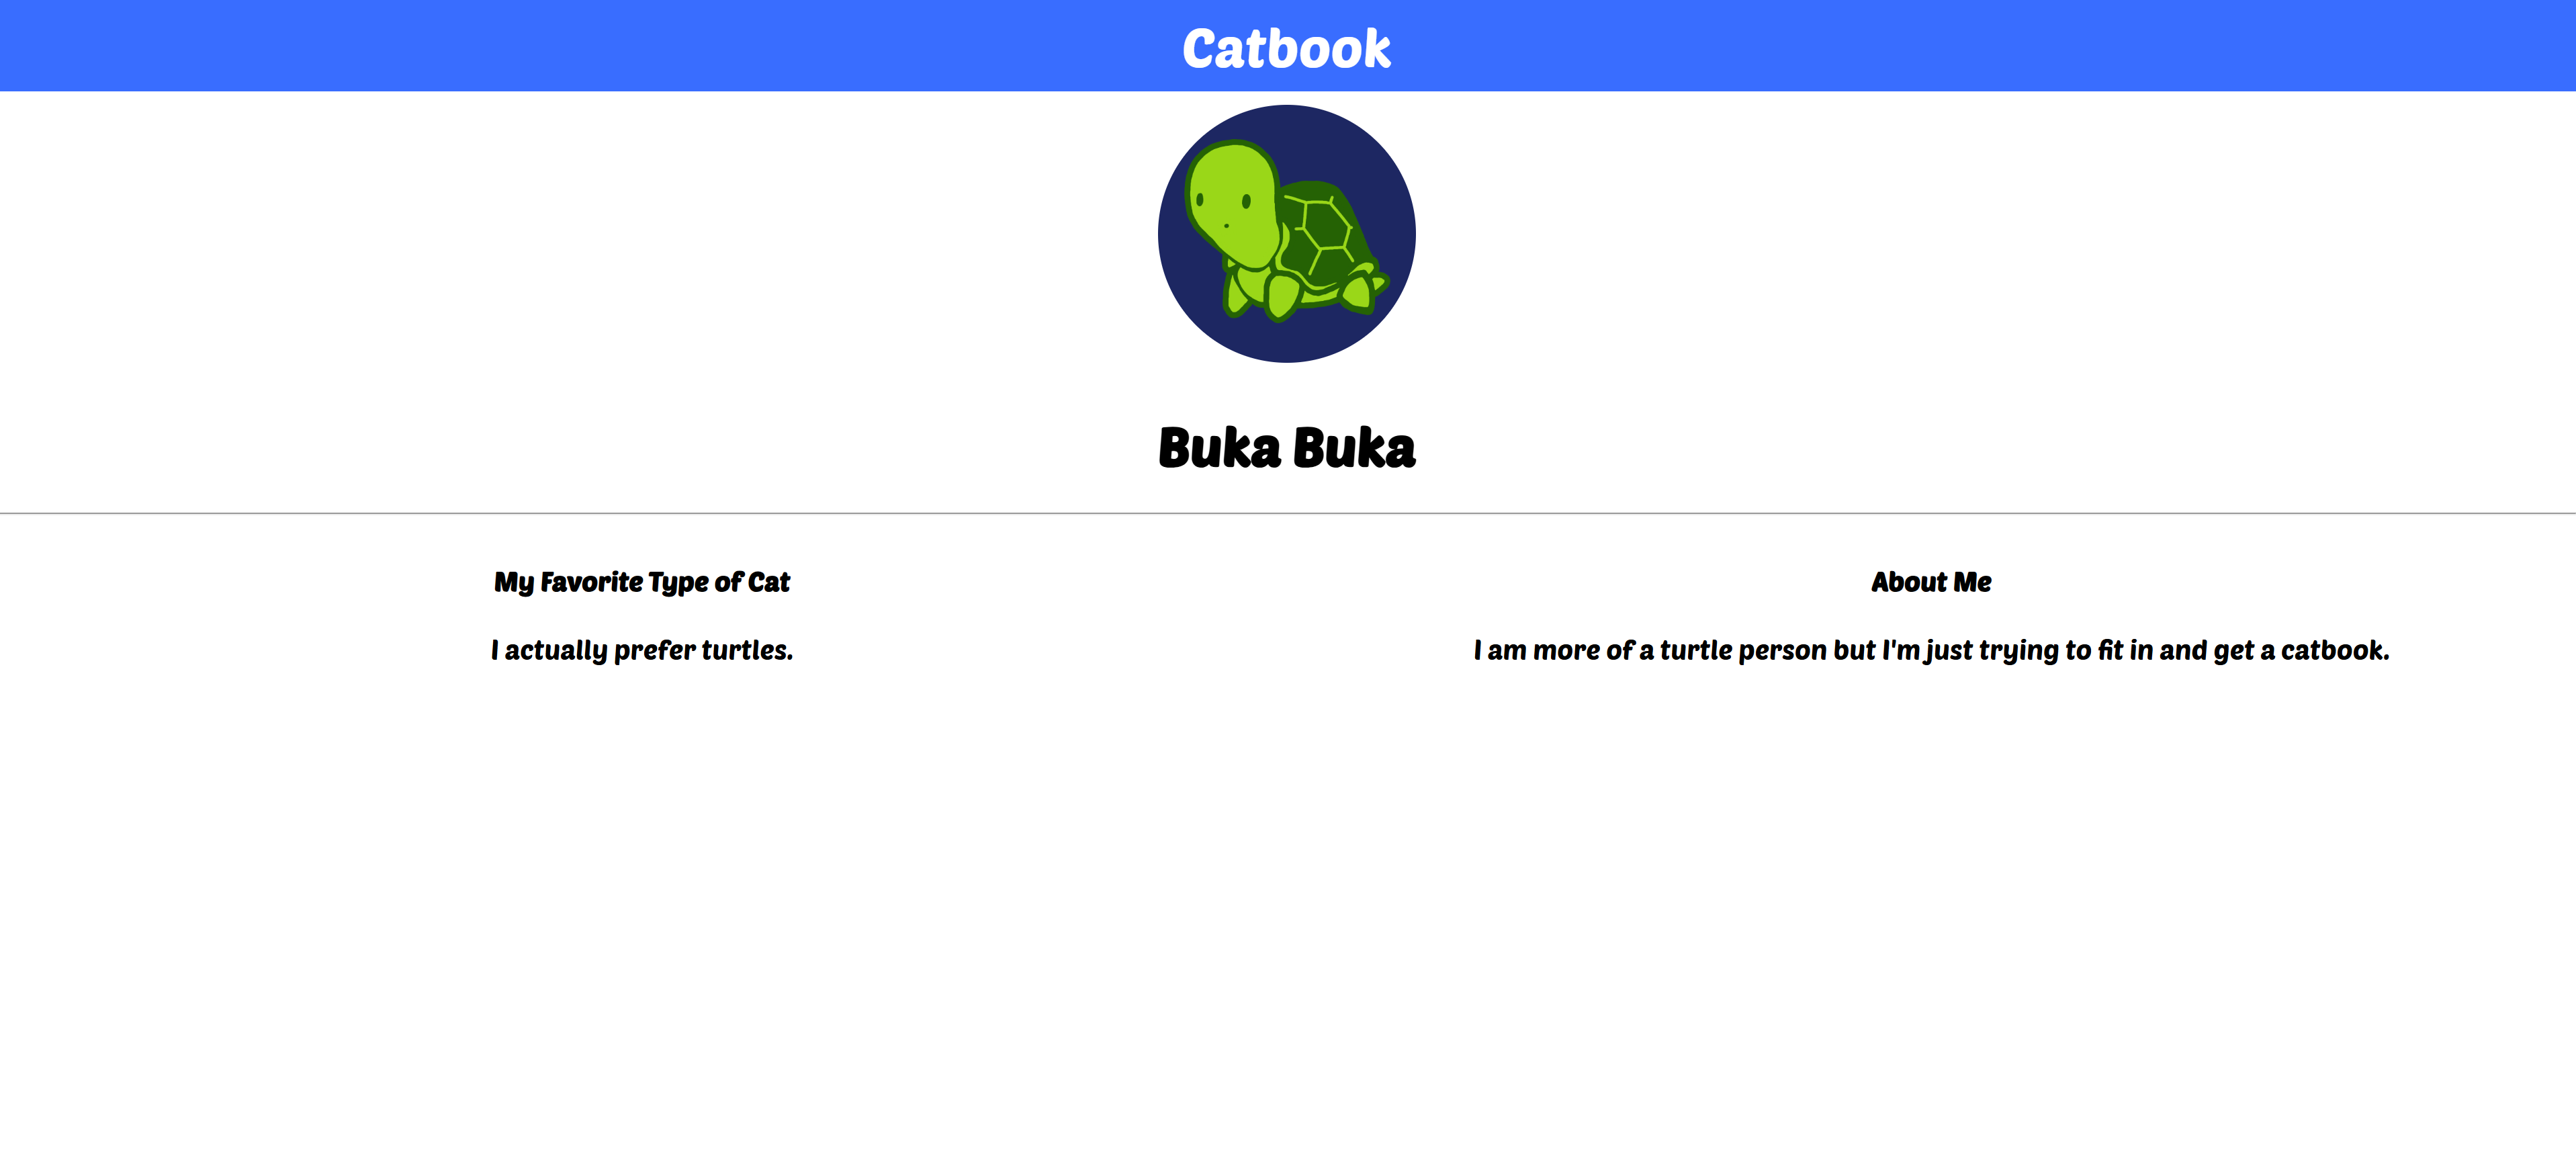 Catbook
Buka Buka
My Favorite Type of Cat
I actually prefer turtles.
About Me
I am more of a turtle person but I'm just trying to fit in and get a catbook.